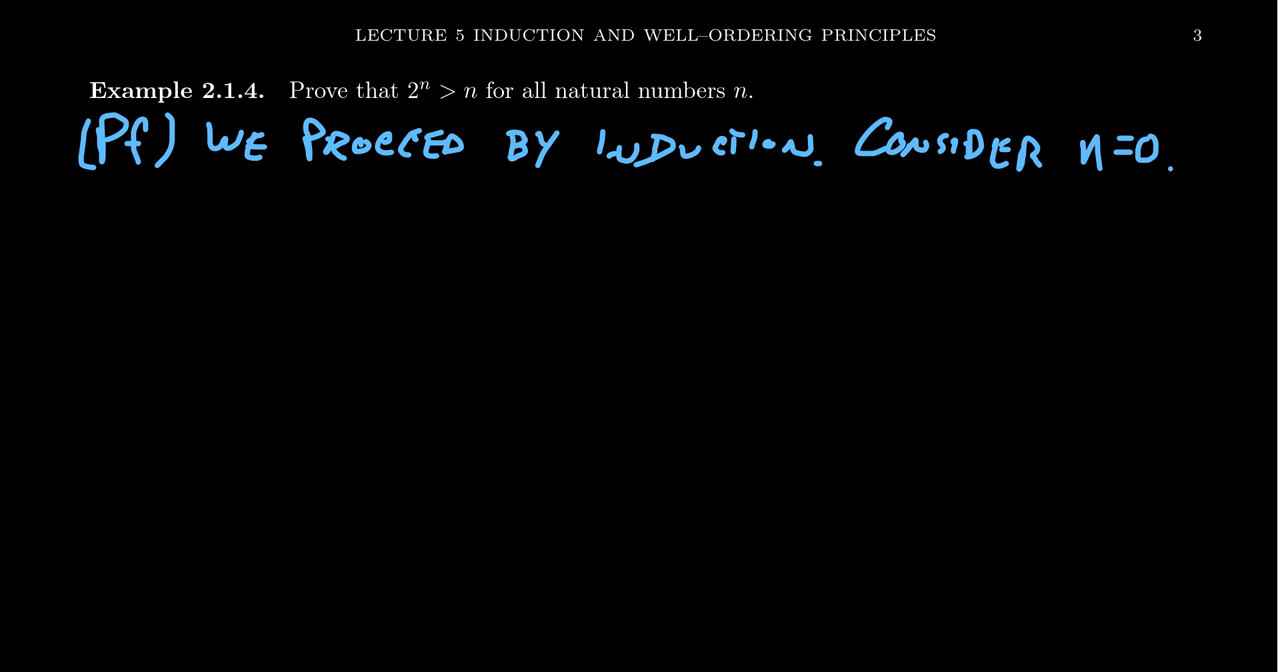 LECTURE 5 INDUCTION AND WELL–ORDERING PRINCIPLES 3
Example 2.1.4. Prove that 2ⁿ > n for all natural numbers n.
(Pf) WE PROCEED BY INDUCTION. CONSIDER n=0.